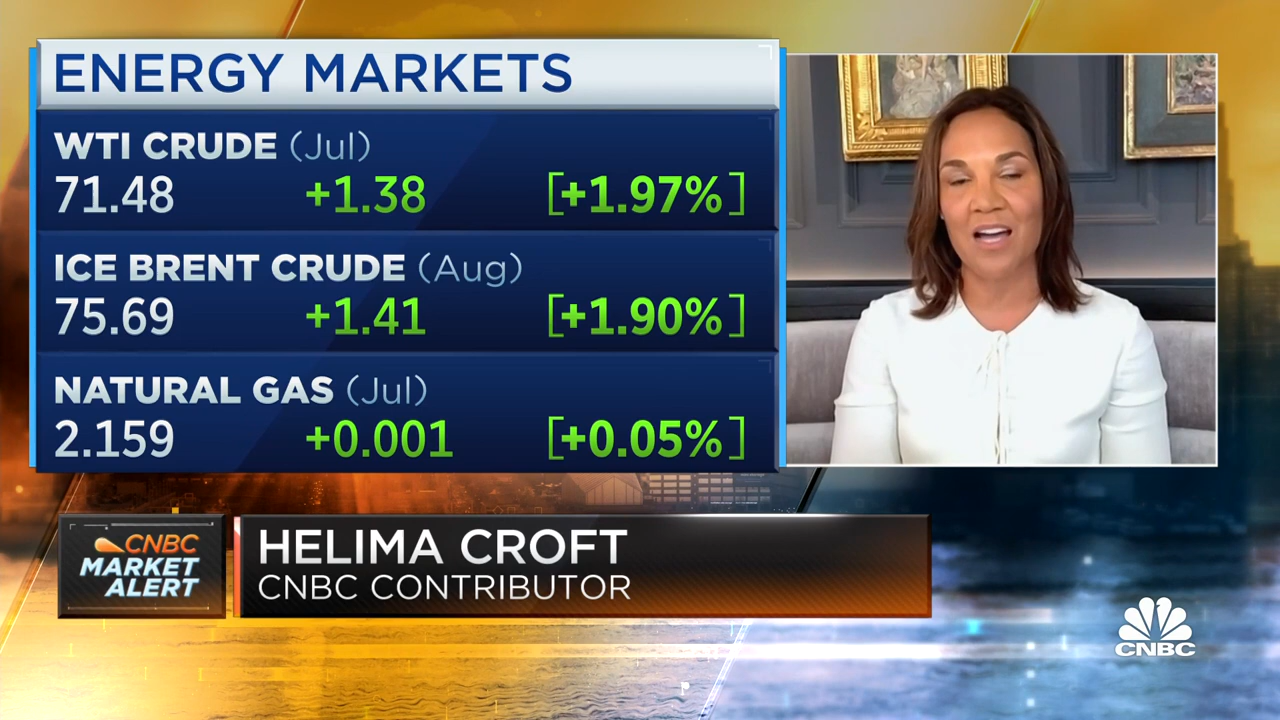 ENERGY MARKETS
WTI CRUDE (Jul)
71.48 +1.38 [+1.97%]
ICE BRENT CRUDE (Aug)
75.69 +1.41 [+1.90%]
NATURAL GAS (Jul)
2.159 +0.001 [+0.05%]
CNBC
MARKET
ALERT
HELIMA CROFT
CNBC CONTRIBUTOR
CNBC